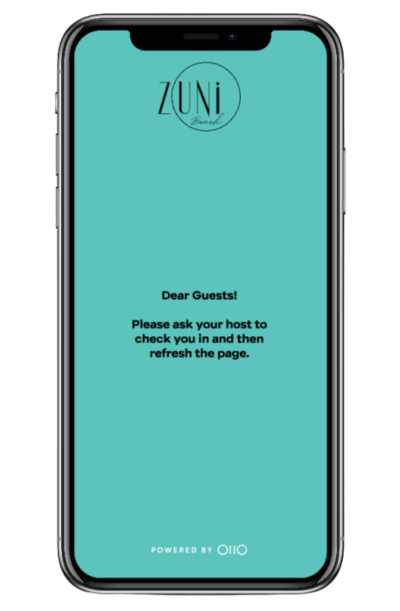 ZUNi
Beach
Dear Guests!
Please ask your host to
check you in and then
refresh the page.
POWERED BY OllO